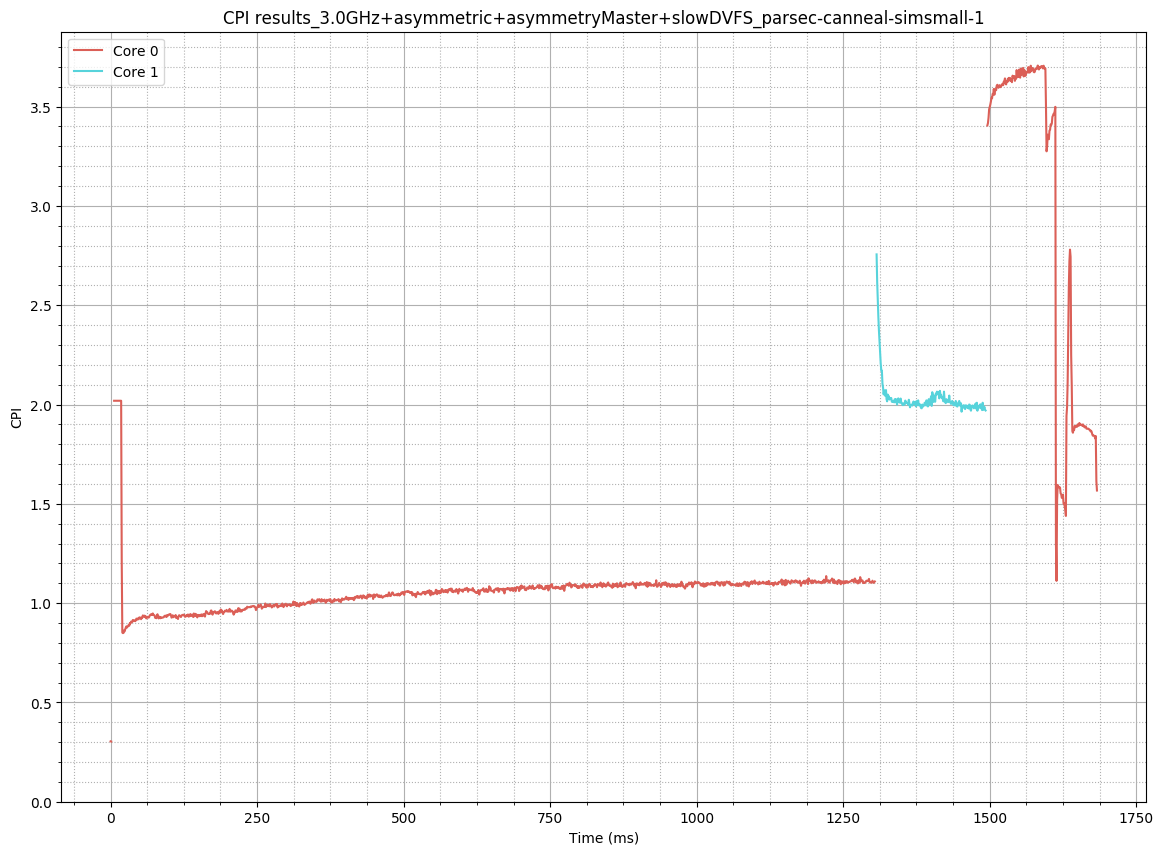 CPI results_3.0GHz+asymmetric+asymmetryMaster+slowDVFS_parsec-canneal-simsmall-1
Core 0
Core 1
3.5
3.0
2.5
2.0
1.5
1.0
0.5
0.0
CPI
0 250 500 750 1000 1250 1500 1750
Time (ms)